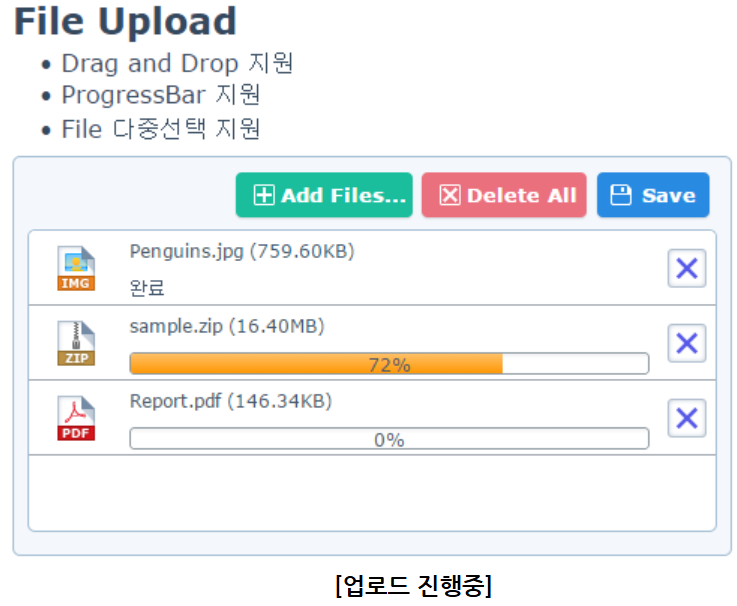 File Upload
• Drag and Drop 지원
• ProgressBar 지원
• File 다중선택 지원
Add Files... Delete All Save
Penguins.jpg (759.60KB)
IMG
완료
sample.zip (16.40MB)
ZIP
72%
Report.pdf (146.34KB)
PDF
0%
[업로드 진행중]